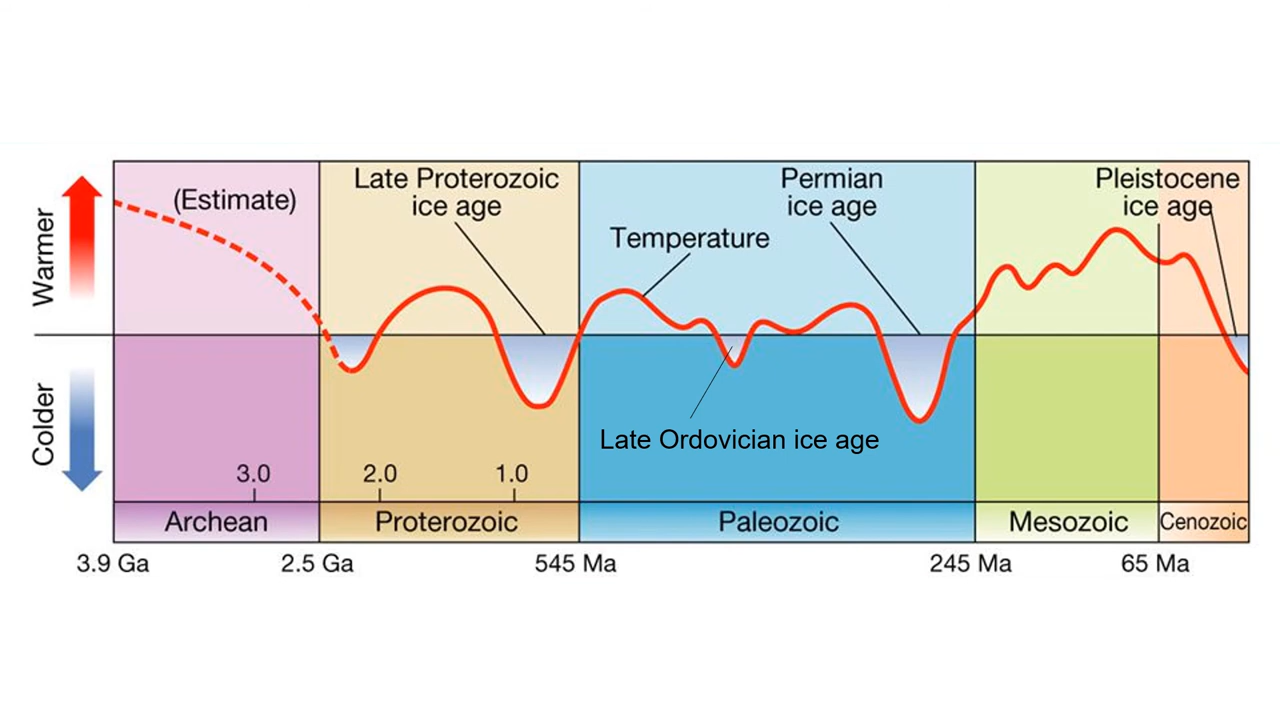 Warmer
Colder
(Estimate)
Late Proterozoic
ice age
Temperature
Permian
ice age
Pleistocene
ice age
Late Ordovician ice age
3.0
2.0
1.0
Archean
Proterozoic
Paleozoic
Mesozoic
Cenozoic
3.9 Ga
2.5 Ga
545 Ma
245 Ma
65 Ma